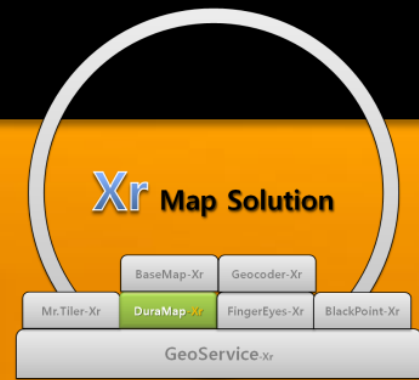 Xr Map Solution
BaseMap-Xr Geocoder-Xr
Mr.Tiler-Xr DuraMap-Xr FingerEyes-Xr BlackPoint-Xr
GeoService-Xr